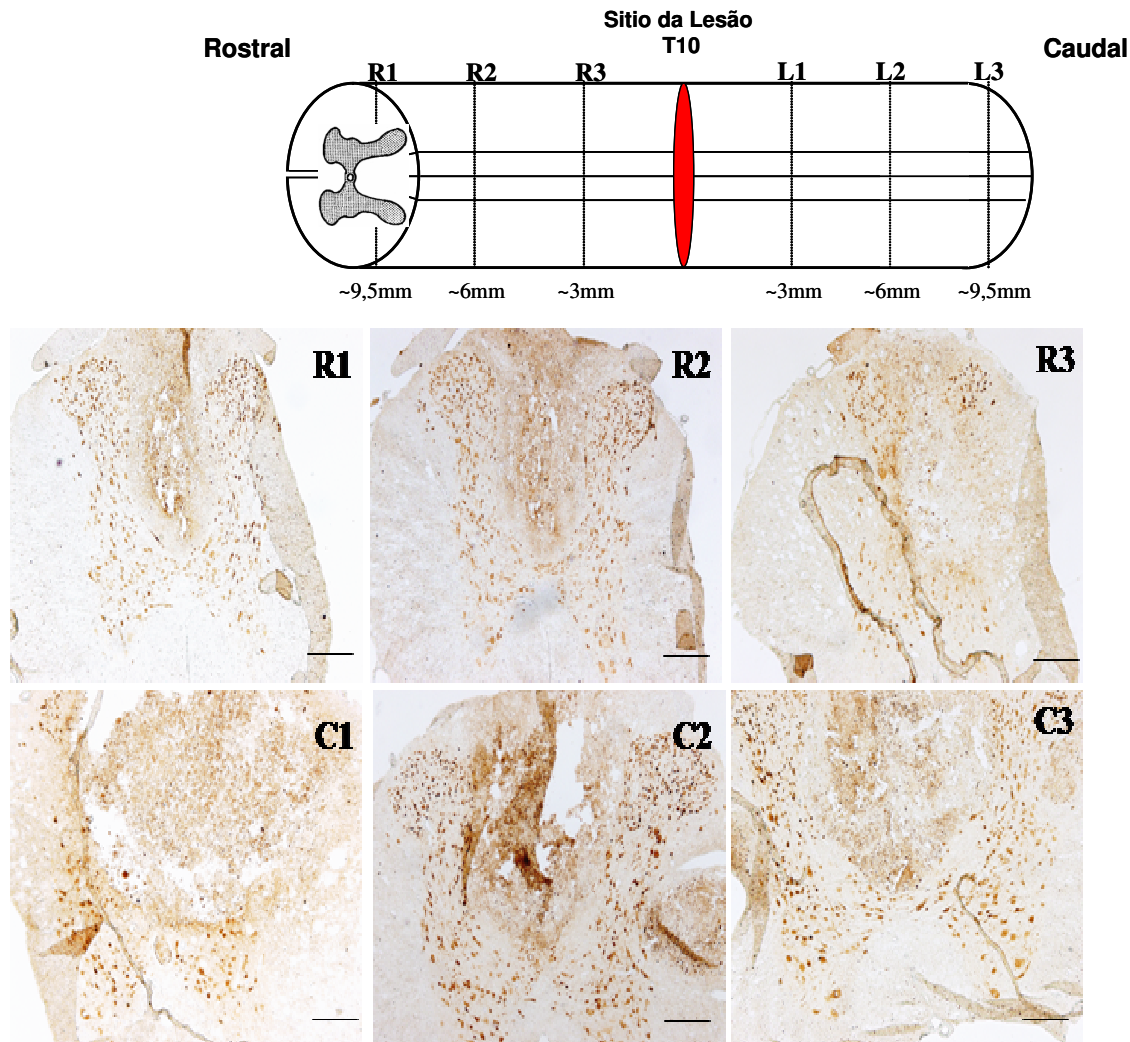 Sitio da Lesão
T10
Rostral
Caudal
R1 R2 R3 L1 L2 L3
~9,5mm ~6mm ~3mm ~3mm ~6mm ~9,5mm
R1 R2 R3
C1 C2 C3